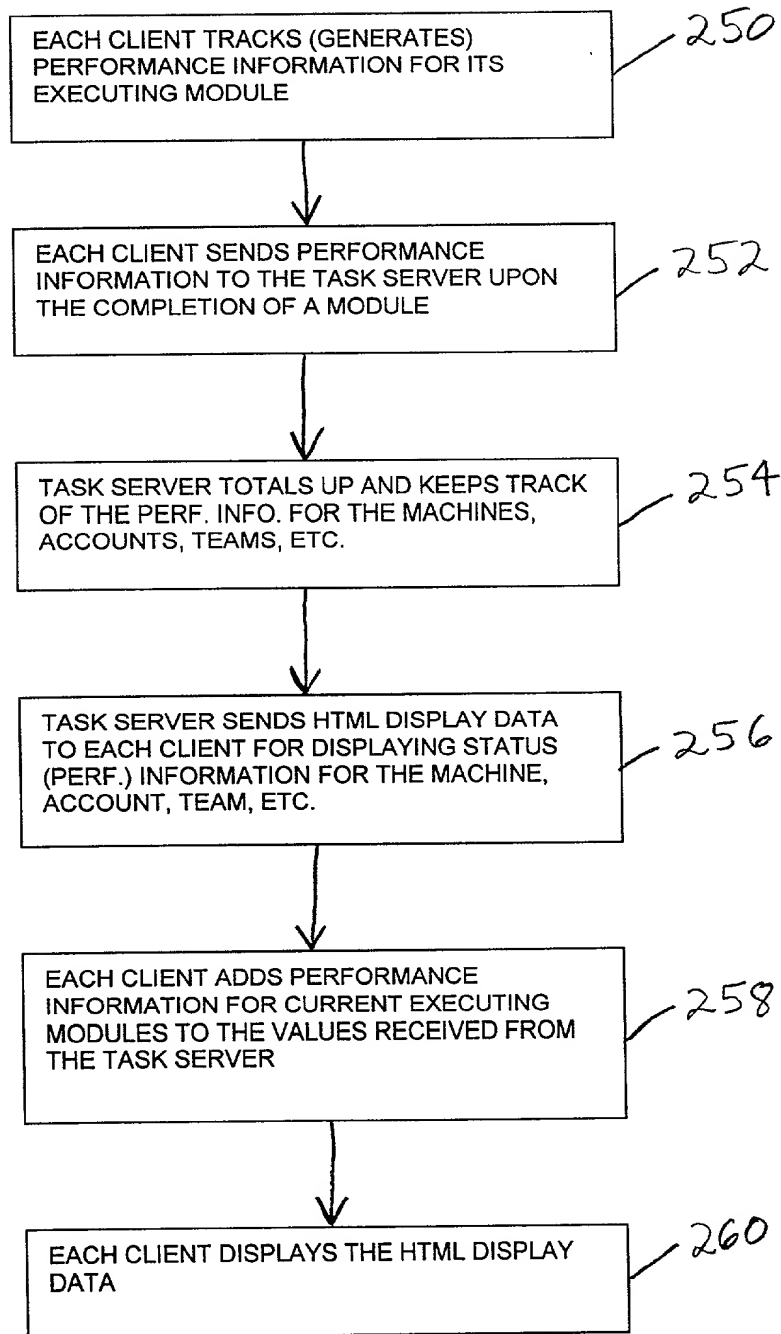 EACH CLIENT TRACKS (GENERATES)
PERFORMANCE INFORMATION FOR ITS
EXECUTING MODULE
250
EACH CLIENT SENDS PERFORMANCE
INFORMATION TO THE TASK SERVER UPON
THE COMPLETION OF A MODULE
252
TASK SERVER TOTALS UP AND KEEPS TRACK
OF THE PERF. INFO. FOR THE MACHINES,
ACCOUNTS, TEAMS, ETC.
254
TASK SERVER SENDS HTML DISPLAY DATA
TO EACH CLIENT FOR DISPLAYING STATUS
(PERF.) INFORMATION FOR THE MACHINE,
ACCOUNT, TEAM, ETC.
256
EACH CLIENT ADDS PERFORMANCE
INFORMATION FOR CURRENT EXECUTING
MODULES TO THE VALUES RECEIVED FROM
THE TASK SERVER
258
EACH CLIENT DISPLAYS THE HTML DISPLAY
DATA
260